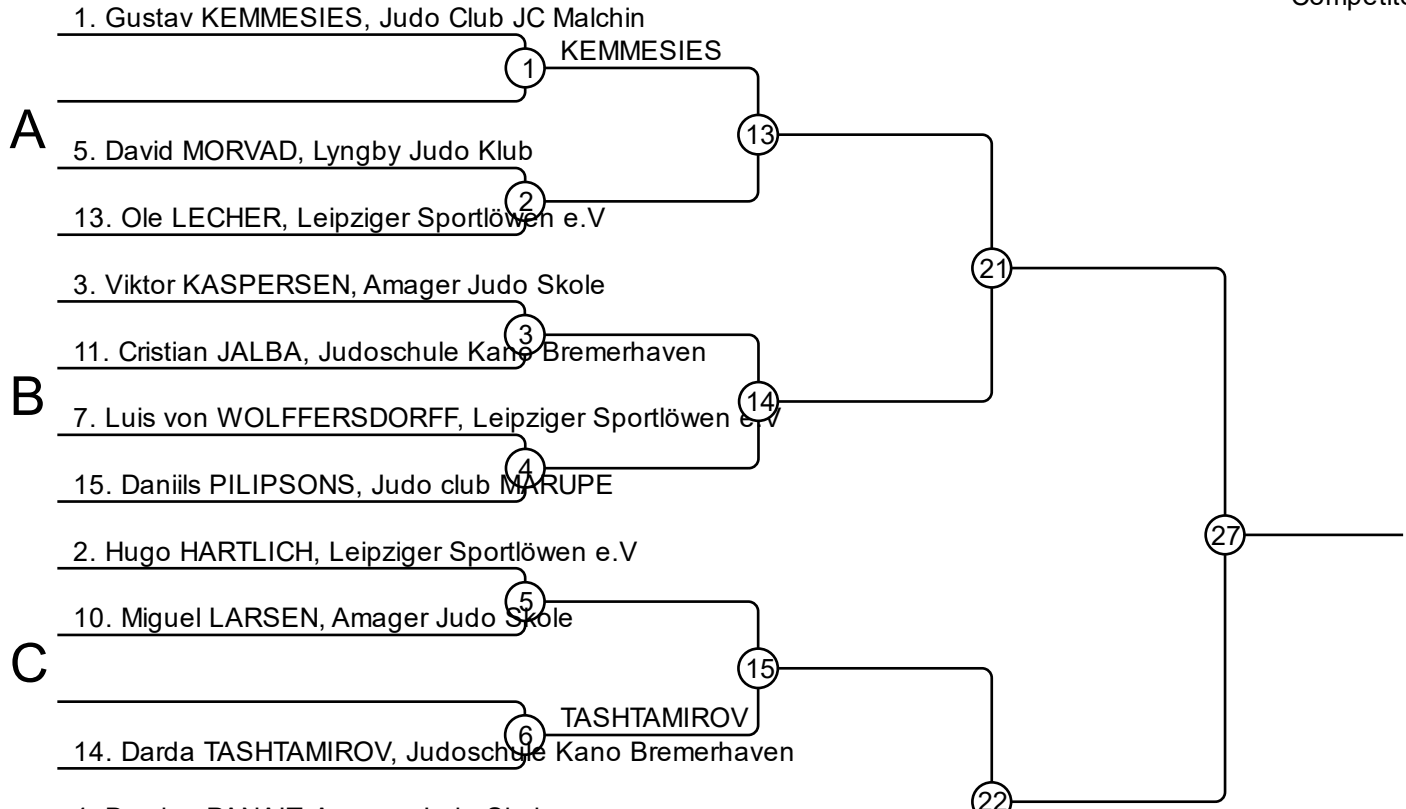 1. Gustav KEMMESIES, Judo Club JC Malchin
KEMMESIES
1
A
13
5. David MORVAD, Lyngby Judo Klub
2
13. Ole LECHER, Leipziger Sportlöwen e.V
21
3. Viktor KASPERSEN, Amager Judo Skole
3
11. Cristian JALBA, Judoschule Kano Bremerhaven
B
14
7. Luis von WOLFFERSDORFF, Leipziger Sportlöwen e.V
4
15. Daniils PILIPSONS, Judo club MARUPE
27
2. Hugo HARTLICH, Leipziger Sportlöwen e.V
5
10. Miguel LARSEN, Amager Judo Skole
C
15
TASHTAMIROV
6
14. Darda TASHTAMIROV, Judoschule Kano Bremerhaven
22